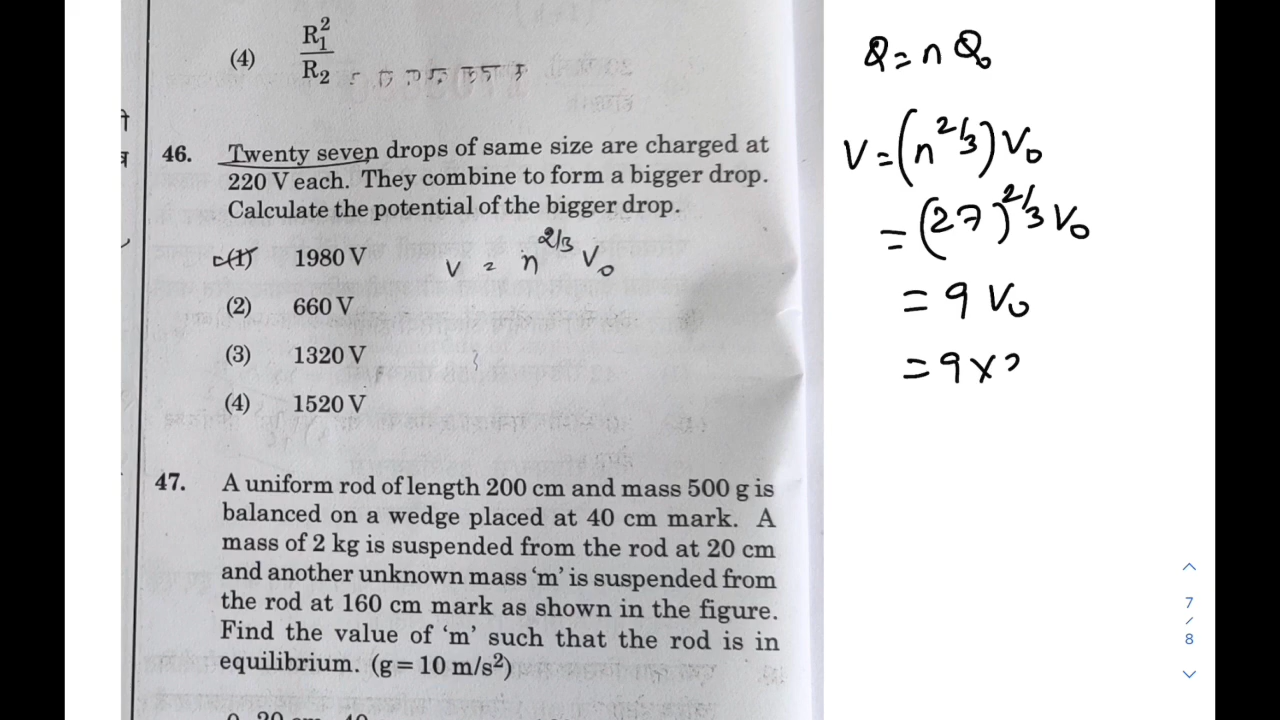 (4) R₁² / R₂
46. Twenty seven drops of same size are charged at
220 V each. They combine to form a bigger drop.
Calculate the potential of the bigger drop.
(1) 1980 V
V = n^2/3 V₀
(2) 660 V
(3) 1320 V
(4) 1520 V
47. A uniform rod of length 200 cm and mass 500 g is
balanced on a wedge placed at 40 cm mark. A
mass of 2 kg is suspended from the rod at 20 cm
and another unknown mass 'm' is suspended from
the rod at 160 cm mark as shown in the figure.
Find the value of 'm' such that the rod is in
equilibrium. (g = 10 m/s²)
Q = n Q₀
V = (n^2/3) V₀
= (27)^2/3 V₀
= 9 V₀
= 9 ×
7
/
8